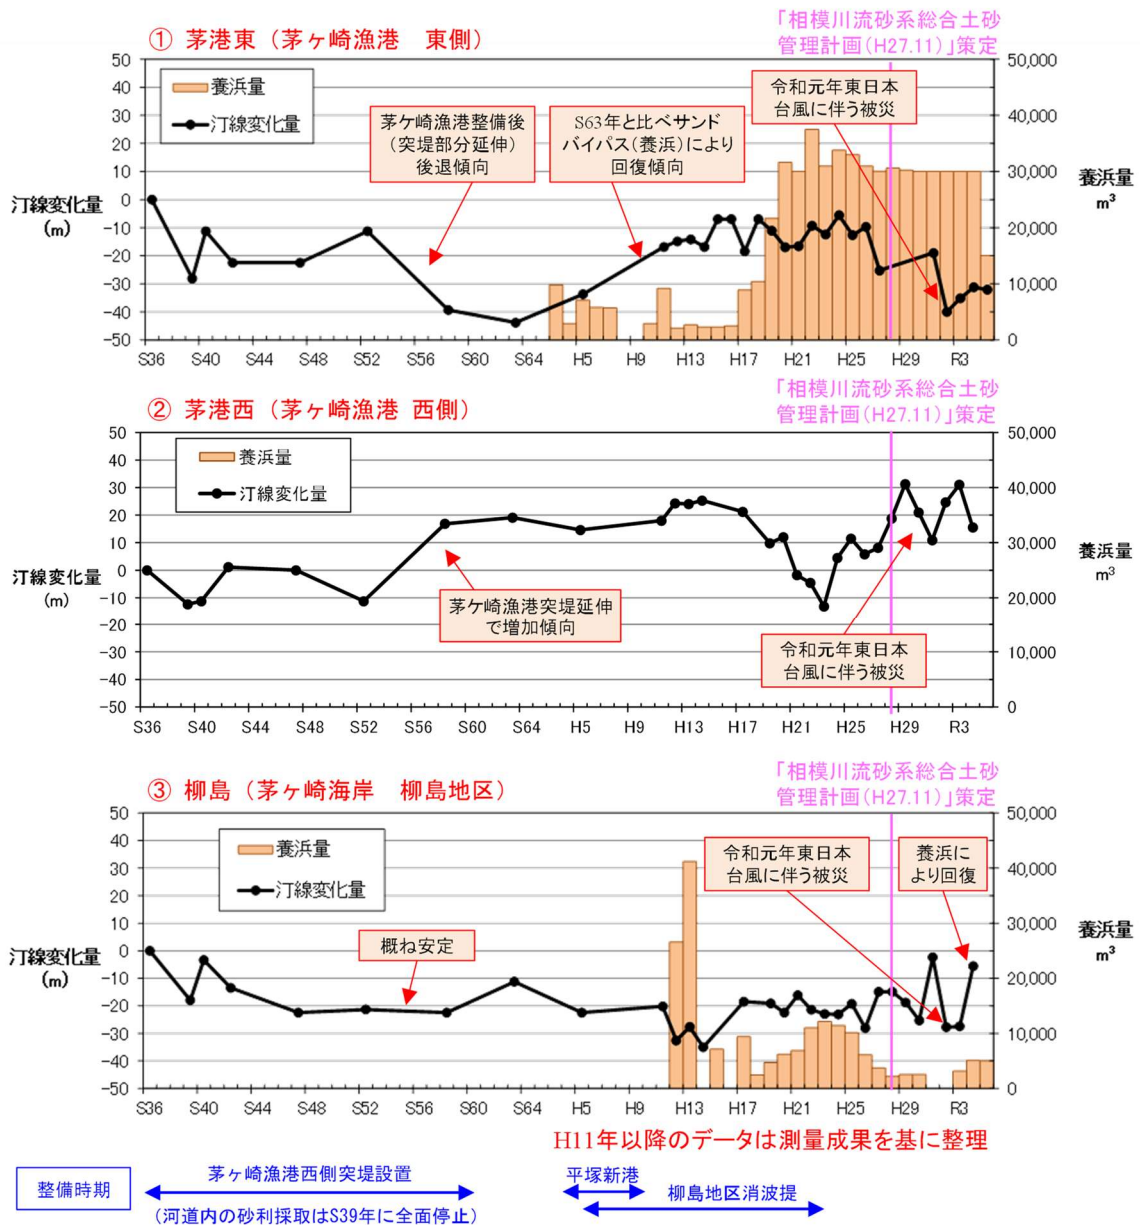 ① 茅港東（茅ヶ崎漁港　東側）
「相模川流砂系総合土砂
管理計画(H27.11)」策定
養浜量
汀線変化量
茅ケ崎漁港整備後
（突堤部分延伸）
後退傾向
S63年と比べサンド
バイパス(養浜)により
回復傾向
令和元年東日本
台風に伴う被災
汀線変化量
(m)
養浜量
m³
50
40
30
20
10
0
-10
-20
-30
-40
-50
50,000
40,000
30,000
20,000
10,000
0
S36 S40 S44 S48 S52 S56 S60 S64 H5 H9 H13 H17 H21 H25 H29 R3
② 茅港西（茅ヶ崎漁港 西側）
「相模川流砂系総合土砂
管理計画(H27.11)」策定
養浜量
汀線変化量
茅ケ崎漁港突堤延伸
で増加傾向
令和元年東日本
台風に伴う被災
汀線変化量
(m)
養浜量
m³
50
40
30
20
10
0
-10
-20
-30
-40
-50
50,000
40,000
30,000
20,000
10,000
0
S36 S40 S44 S48 S52 S56 S60 S64 H5 H9 H13 H17 H21 H25 H29 R3
③ 柳島（茅ヶ崎海岸　柳島地区）
「相模川流砂系総合土砂
管理計画(H27.11)」策定
養浜量
汀線変化量
概ね安定
令和元年東日本
台風に伴う被災
養浜に
より回復
汀線変化量
(m)
養浜量
m³
50
40
30
20
10
0
-10
-20
-30
-40
-50
50,000
40,000
30,000
20,000
10,000
0
S36 S40 S44 S48 S52 S56 S60 S64 H5 H9 H13 H17 H21 H25 H29 R3
H11年以降のデータは測量成果を基に整理
整備時期
茅ヶ崎漁港西側突堤設置
(河道内の砂利採取はS39年に全面停止)
平塚新港
柳島地区消波提